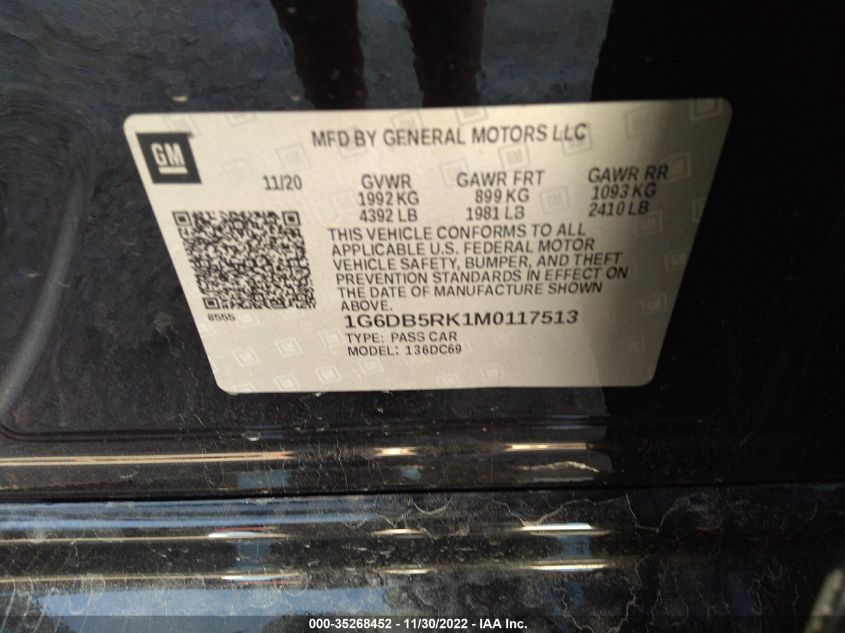 GM
MFD BY GENERAL MOTORS LLC
11/20 GVWR GAWR FRT GAWR RR
1992 KG 899 KG 1093 KG
4392 LB 1981 LB 2410 LB
THIS VEHICLE CONFORMS TO ALL
APPLICABLE U.S. FEDERAL MOTOR
VEHICLE SAFETY, BUMPER, AND THEFT
PREVENTION STANDARDS IN EFFECT ON
THE DATE OF MANUFACTURE SHOWN
ABOVE.
8555
1G6DB5RK1M0117513
TYPE: PASS CAR
MODEL: 136DC69
000-35268452 - 11/30/2022 - IAA Inc.